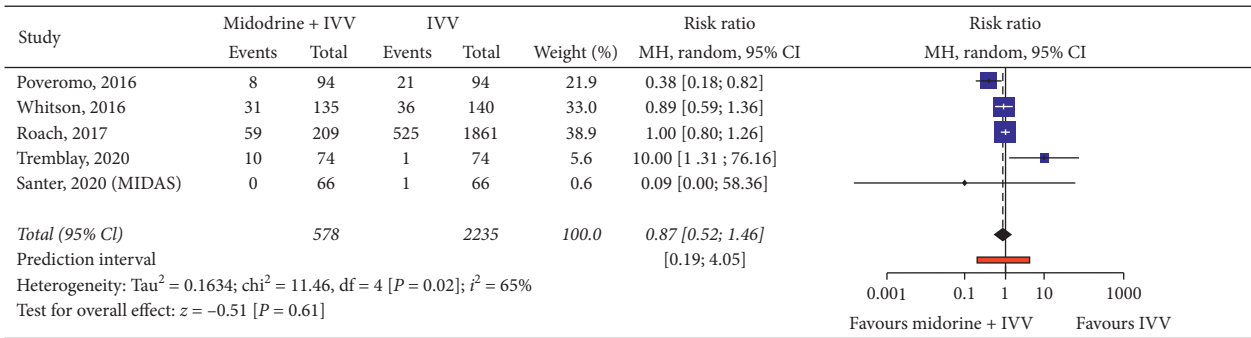 Study Midodrine + IVV IVV Weight (%) Risk ratio Risk ratio
Events Total Events Total MH, random, 95% CI MH, random, 95% CI
Poveromo, 2016 8 94 21 94 21.9 0.38 [0.18; 0.82]
Whitson, 2016 31 135 36 140 33.0 0.89 [0.59; 1.36]
Roach, 2017 59 209 525 1861 38.9 1.00 [0.80; 1.26]
Tremblay, 2020 10 74 1 74 5.6 10.00 [1 .31 ; 76.16]
Santer, 2020 (MIDAS) 0 66 1 66 0.6 0.09 [0.00; 58.36]
Total (95% Cl) 578 2235 100.0 0.87 [0.52; 1.46]
Prediction interval [0.19; 4.05]
Heterogeneity: Tau² = 0.1634; chi² = 11.46, df = 4 [P = 0.02]; i² = 65%
Test for overall effect: z = –0.51 [P = 0.61]
0.001 0.1 1 10 1000
Favours midorine + IVV Favours IVV